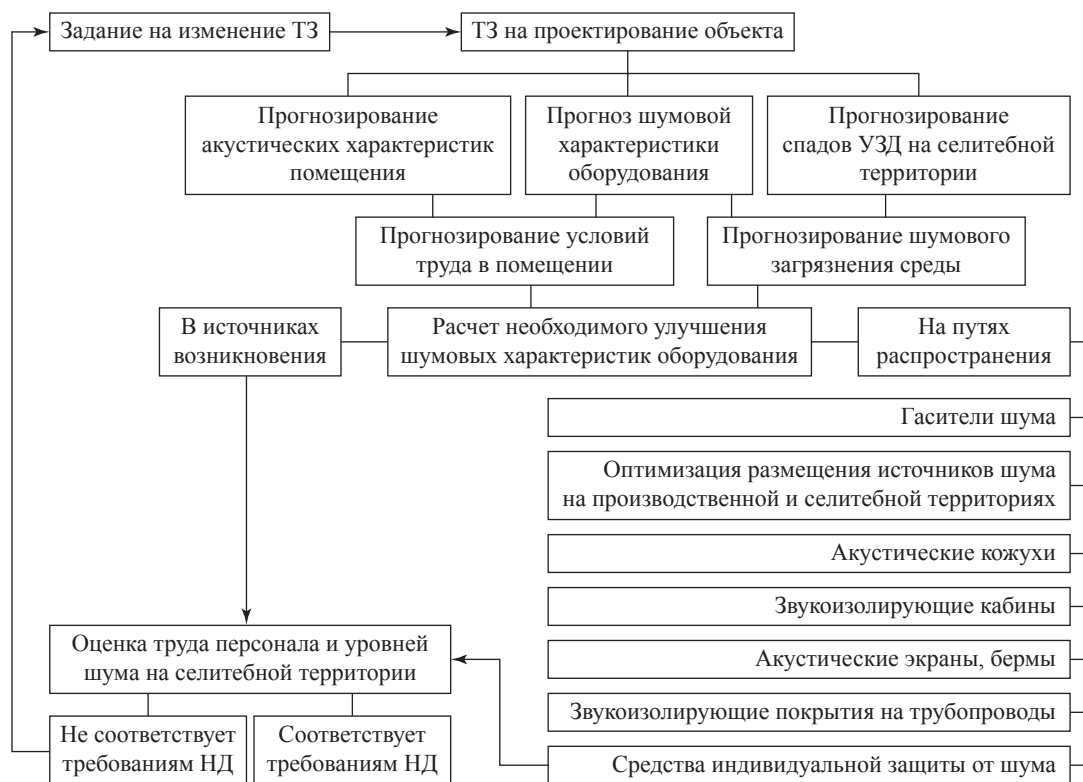 Задание на изменение ТЗ
ТЗ на проектирование объекта
Прогнозирование
акустических характеристик
помещения
Прогноз шумовой
характеристики
оборудования
Прогнозирование
спадов УЗД на селитебной
территории
Прогнозирование условий
труда в помещении
Прогнозирование шумового
загрязнения среды
В источниках
возникновения
Расчет необходимого улучшения
шумовых характеристик оборудования
На путях
распространения
Гасители шума
Оптимизация размещения источников шума
на производственной и селитебной территориях
Акустические кожухи
Звукоизолирующие кабины
Оценка труда персонала и уровней
шума на селитебной территории
Акустические экраны, бермы
Звукоизолирующие покрытия на трубопроводы
Не соответствует
требованиям НД
Соответствует
требованиям НД
Средства индивидуальной защиты от шума